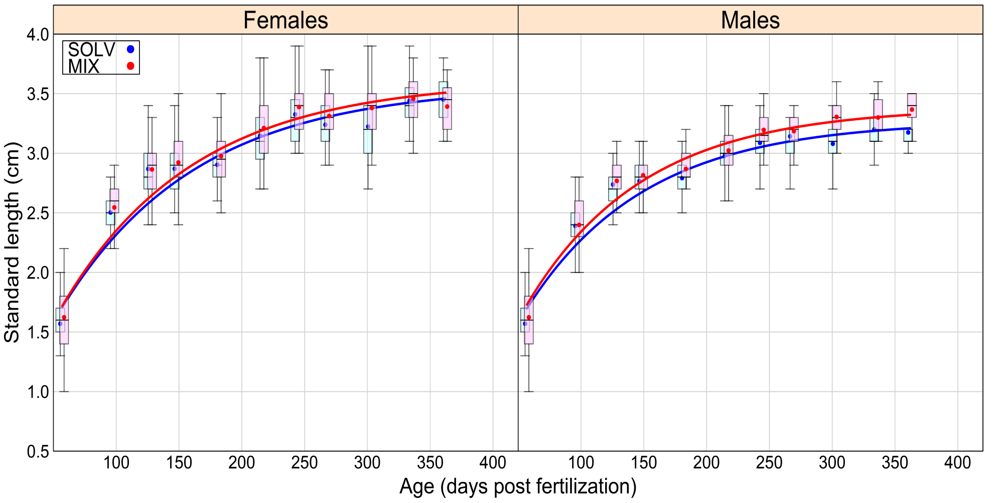 Females
Males
4.0
3.5
3.0
2.5
2.0
1.5
1.0
0.5
Standard length (cm)
SOLV
MIX
100 150 200 250 300 350 400
100 150 200 250 300 350 400
Age (days post fertilization)